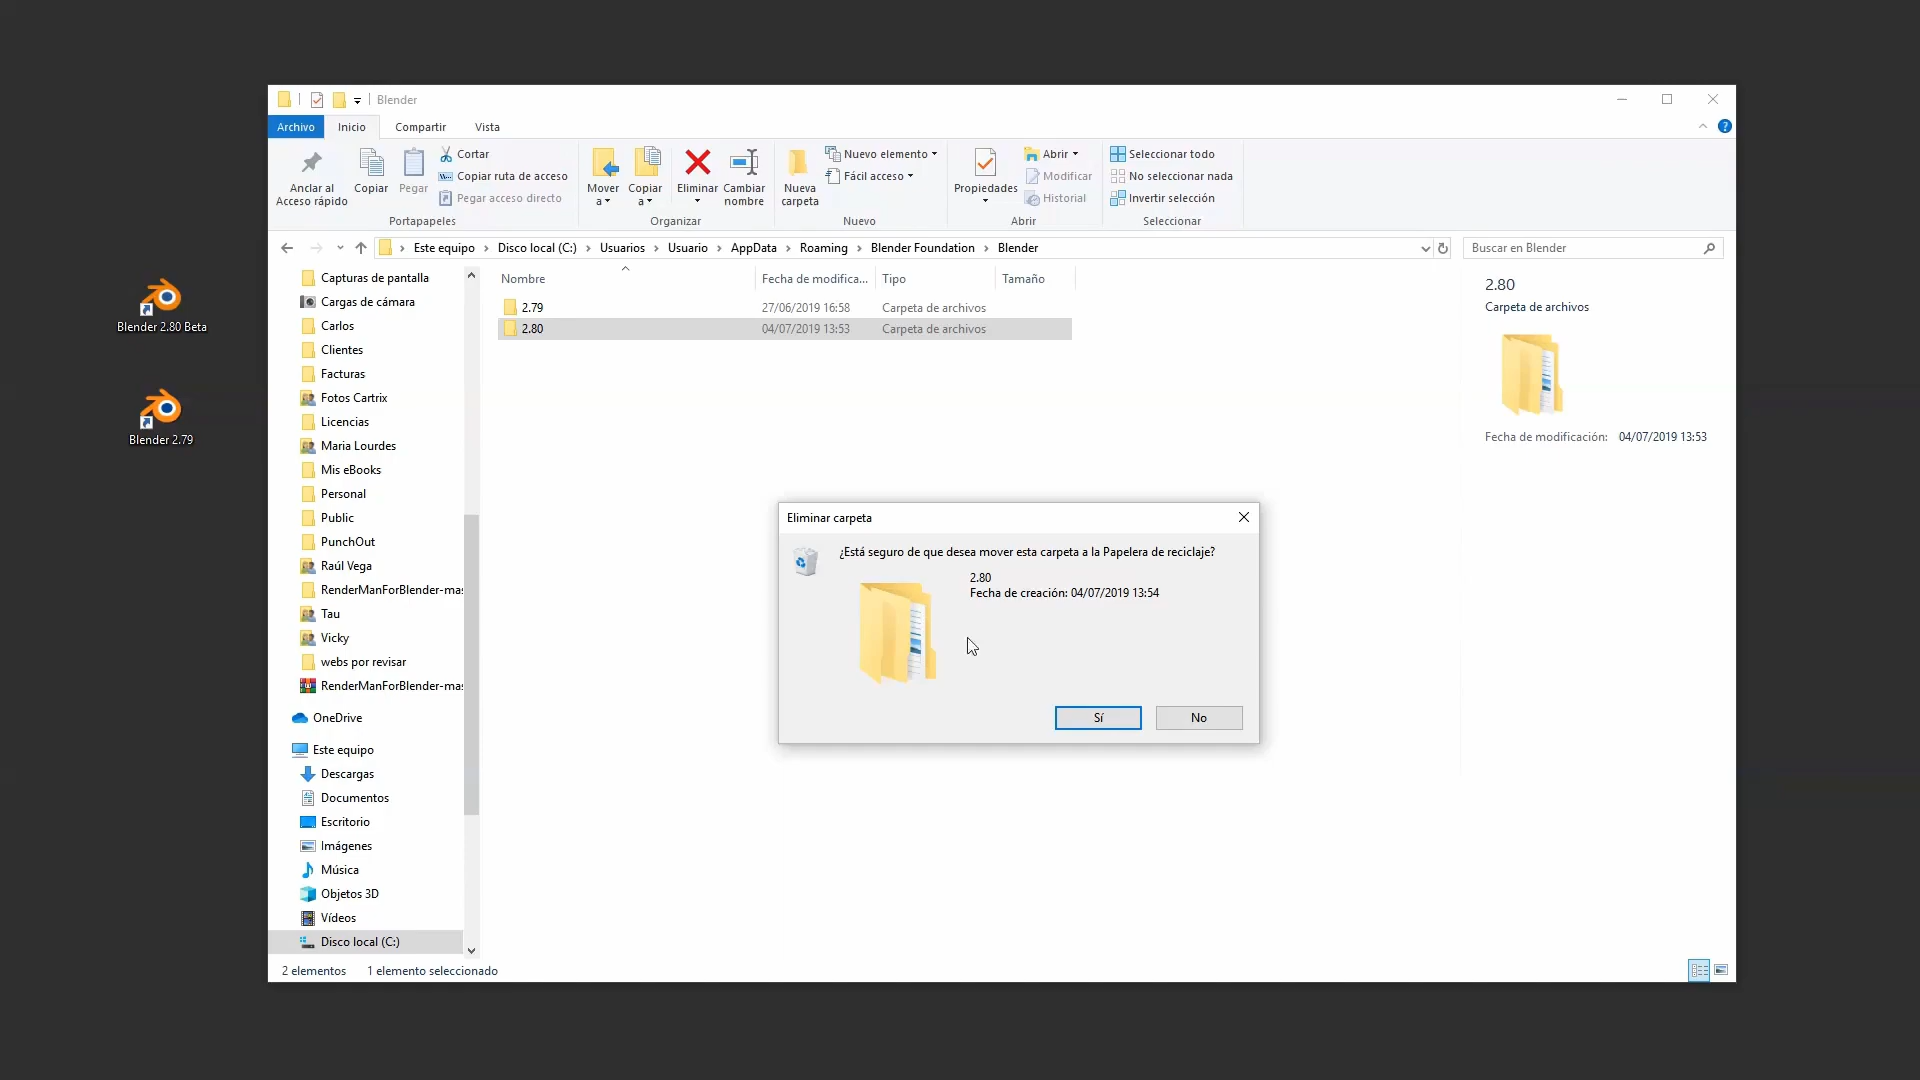 Blender
Archivo
Inicio
Compartir
Vista
Anclar al
Acceso rápido
Copiar
Pegar
Cortar
Copiar ruta de acceso
Pegar acceso directo
Portapapeles
Mover
a
Copiar
a
Eliminar
Cambiar
nombre
Organizar
Nueva
carpeta
Nuevo elemento
Fácil acceso
Nuevo
Propiedades
Abrir
Modificar
Historial
Abrir
Seleccionar todo
No seleccionar nada
Invertir selección
Seleccionar
Este equipo > Disco local (C:) > Usuarios > Usuario > AppData > Roaming > Blender Foundation > Blender
Buscar en Blender
Blender 2.80 Beta
Blender 2.79
Capturas de pantalla
Cargas de cámara
Carlos
Clientes
Facturas
Fotos Cartrix
Licencias
Maria Lourdes
Mis eBooks
Personal
Public
PunchOut
Raúl Vega
RenderManForBlender-mas
Tau
Vicky
webs por revisar
RenderManForBlender-mas
OneDrive
Este equipo
Descargas
Documentos
Escritorio
Imágenes
Música
Objetos 3D
Vídeos
Disco local (C:)
Nombre Fecha de modifica... Tipo Tamaño
2.79 27/06/2019 16:58 Carpeta de archivos
2.80 04/07/2019 13:53 Carpeta de archivos
2.80
Carpeta de archivos
Fecha de modificación: 04/07/2019 13:53
Eliminar carpeta
¿Está seguro de que desea mover esta carpeta a la Papelera de reciclaje?
2.80
Fecha de creación: 04/07/2019 13:54
Sí
No
2 elementos 1 elemento seleccionado